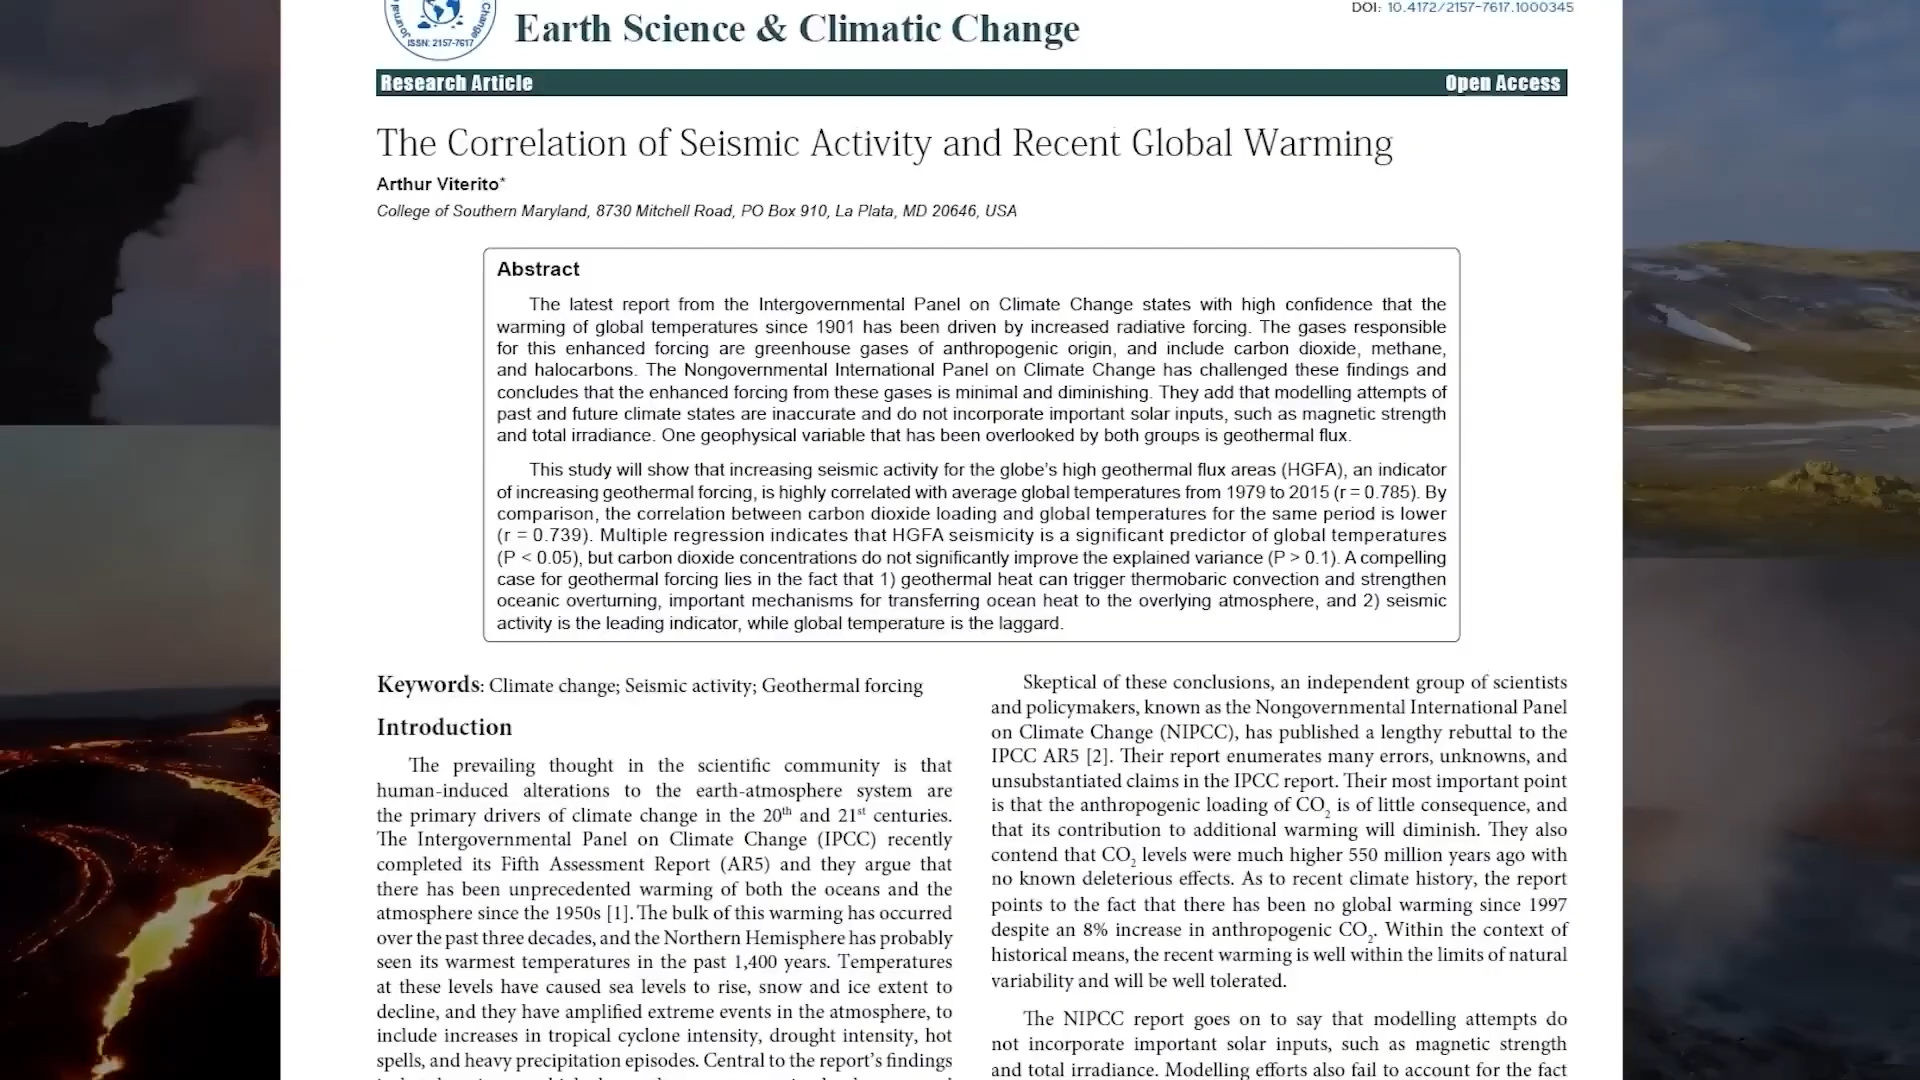 Journal
Change
ISSN: 2157-7617
Earth Science & Climatic Change
DOI: 10.4172/2157-7617.1000345
Research Article
Open Access
The Correlation of Seismic Activity and Recent Global Warming
Arthur Viterito*
College of Southern Maryland, 8730 Mitchell Road, PO Box 910, La Plata, MD 20646, USA
Abstract
The latest report from the Intergovernmental Panel on Climate Change states with high confidence that the
warming of global temperatures since 1901 has been driven by increased radiative forcing. The gases responsible
for this enhanced forcing are greenhouse gases of anthropogenic origin, and include carbon dioxide, methane,
and halocarbons. The Nongovernmental International Panel on Climate Change has challenged these findings and
concludes that the enhanced forcing from these gases is minimal and diminishing. They add that modelling attempts of
past and future climate states are inaccurate and do not incorporate important solar inputs, such as magnetic strength
and total irradiance. One geophysical variable that has been overlooked by both groups is geothermal flux.
This study will show that increasing seismic activity for the globe's high geothermal flux areas (HGFA), an indicator
of increasing geothermal forcing, is highly correlated with average global temperatures from 1979 to 2015 (r = 0.785). By
comparison, the correlation between carbon dioxide loading and global temperatures for the same period is lower
(r = 0.739). Multiple regression indicates that HGFA seismicity is a significant predictor of global temperatures
(P < 0.05), but carbon dioxide concentrations do not significantly improve the explained variance (P > 0.1). A compelling
case for geothermal forcing lies in the fact that 1) geothermal heat can trigger thermobaric convection and strengthen
oceanic overturning, important mechanisms for transferring ocean heat to the overlying atmosphere, and 2) seismic
activity is the leading indicator, while global temperature is the laggard.
Keywords: Climate change; Seismic activity; Geothermal forcing
Introduction
The prevailing thought in the scientific community is that
human-induced alterations to the earth-atmosphere system are
the primary drivers of climate change in the 20th and 21st centuries.
The Intergovernmental Panel on Climate Change (IPCC) recently
completed its Fifth Assessment Report (AR5) and they argue that
there has been unprecedented warming of both the oceans and the
atmosphere since the 1950s [1]. The bulk of this warming has occurred
over the past three decades, and the Northern Hemisphere has probably
seen its warmest temperatures in the past 1,400 years. Temperatures
at these levels have caused sea levels to rise, snow and ice extent to
decline, and they have amplified extreme events in the atmosphere, to
include increases in tropical cyclone intensity, drought intensity, hot
spells, and heavy precipitation episodes. Central to the report's findings
Skeptical of these conclusions, an independent group of scientists
and policymakers, known as the Nongovernmental International Panel
on Climate Change (NIPCC), has published a lengthy rebuttal to the
IPCC AR5 [2]. Their report enumerates many errors, unknowns, and
unsubstantiated claims in the IPCC report. Their most important point
is that the anthropogenic loading of CO2 is of little consequence, and
that its contribution to additional warming will diminish. They also
contend that CO2 levels were much higher 550 million years ago with
no known deleterious effects. As to recent climate history, the report
points to the fact that there has been no global warming since 1997
despite an 8% increase in anthropogenic CO2. Within the context of
historical means, the recent warming is well within the limits of natural
variability and will be well tolerated.
The NIPCC report goes on to say that modelling attempts do
not incorporate important solar inputs, such as magnetic strength
and total irradiance. Modelling efforts also fail to account for the fact